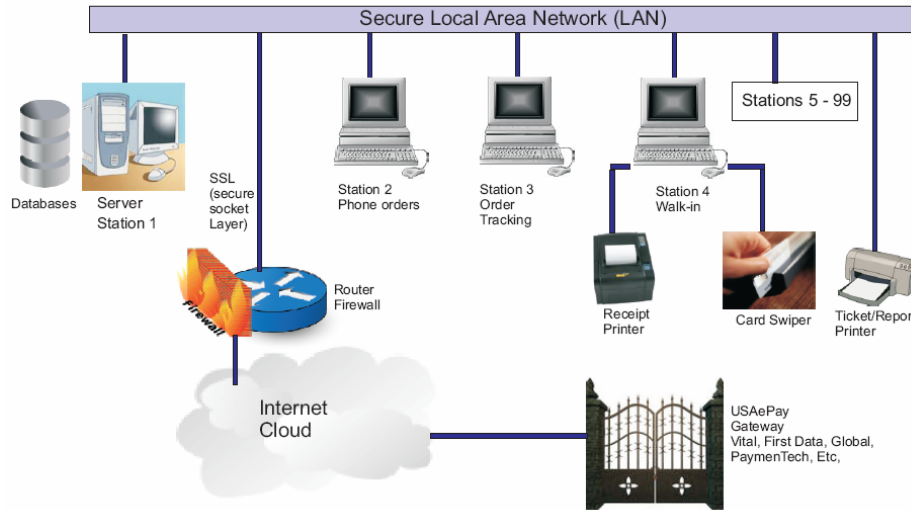 Secure Local Area Network (LAN)
Databases
Server
Station 1
SSL
(secure
socket
Layer)
Station 2
Phone orders
Station 3
Order
Tracking
Station 4
Walk-in
Stations 5 - 99
Firewall
Router
Firewall
Receipt
Printer
Card Swiper
Ticket/Repor
Printer
Internet
Cloud
USAePay
Gateway
Vital, First Data, Global,
PaymenTech, Etc,